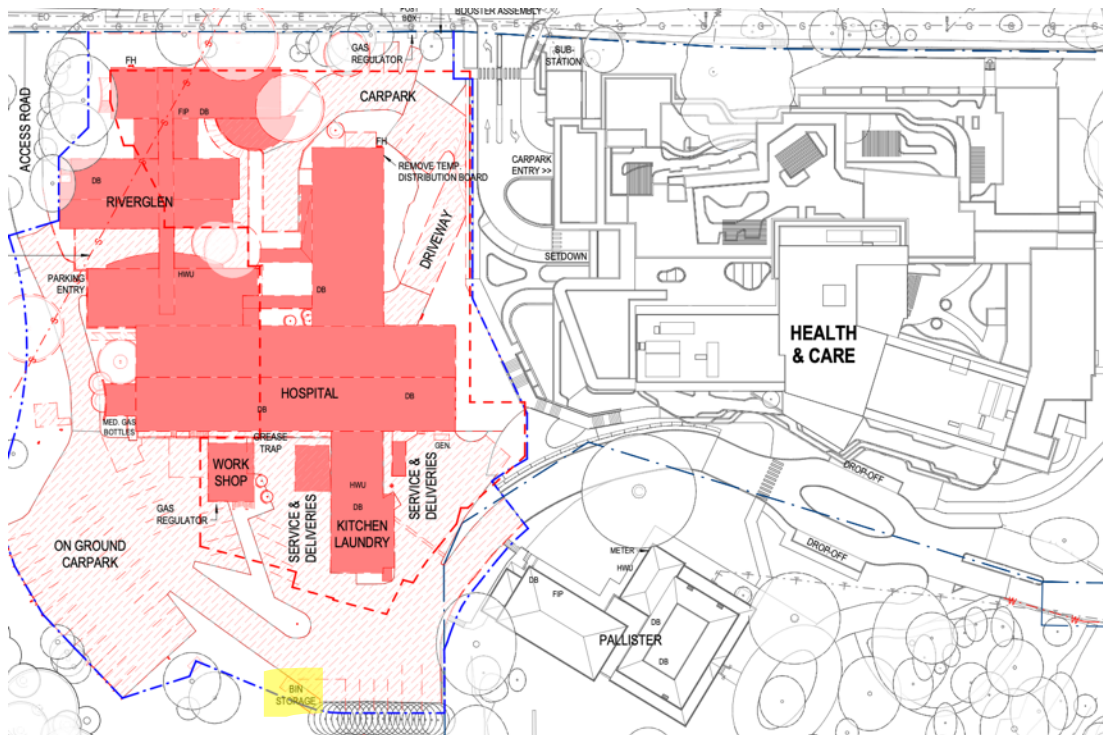 POST
BOX
BOOSTER ASSEMBLY
EO
E
EO
E
G
G
GAS
REGULATOR
SUB-
STATION
FH
CARPARK
FIP
DB
ACCESS ROAD
FH
REMOVE TEMP.
DISTRIBUTION BOARD
CARPARK
ENTRY >>
DB
RIVERGLEN
DRIVEWAY
SETDOWN
PARKING
ENTRY
HWU
DB
HEALTH
& CARE
HOSPITAL
DB
DB
MED. GAS
BOTTLES
GREASE
TRAP
GEN.
WORK
SHOP
SERVICE &
DELIVERIES
HWU
DB
SERVICE &
DELIVERIES
GAS
REGULATOR
KITCHEN
LAUNDRY
ON GROUND
CARPARK
DROP-OFF
DROP-OFF
METER
HWU
DB
FIP
DB
PALLISTER
DB
W
W
BIN
STORAGE